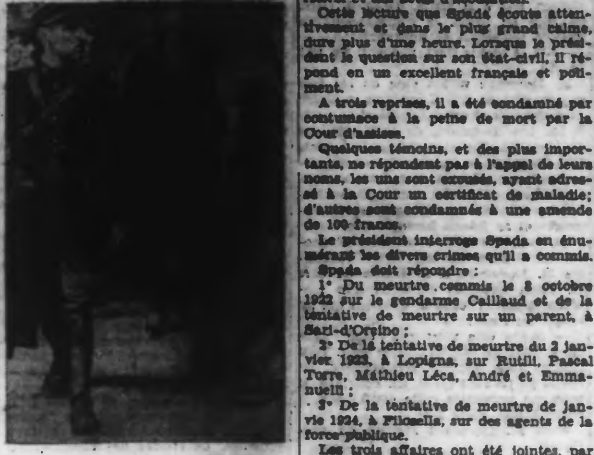 Cette lecture que Spada écoute atten-
tivement et dans le plus grand calme,
dure plus d'une heure. Lorsque le prési-
dent le question sur son état-civil, il ré-
pond en un excellent français et poli-
ment.
A trois reprises, il a été condamné par
contumace à la peine de mort par la
Cour d'assises.
Quelques témoins, et des plus impor-
tants, ne répondent pas à l'appel de leurs
noms, les uns sont excusés, ayant adres-
sé à la Cour un certificat de maladie;
d'autres sont condamnés à une amende
de 100 francs.
Le président interroge Spada en énu-
mérant les divers crimes qu'il a commis.
Spada doit répondre :
1° Du meurtre commis le 8 octobre
1922 sur le gendarme Caillaud et de la
tentative de meurtre sur un parent, à
Sari-d'Orcino ;
2° De la tentative de meurtre du 2 jan-
vier 1923, à Lopigna, sur Rutili, Pascal
Torre, Mathieu Léca, André et Emma-
nuelli ;
3° De la tentative de meurtre de jan-
vie 1924, à Filosella, sur des agents de la
force publique.
Les trois affaires ont été jointes, par